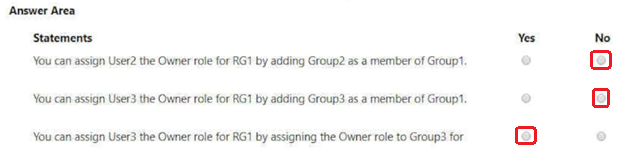 Answer Area
Statements Yes No
You can assign User2 the Owner role for RG1 by adding Group2 as a member of Group1.
You can assign User3 the Owner role for RG1 by adding Group3 as a member of Group1.
You can assign User3 the Owner role for RG1 by assigning the Owner role to Group3 for